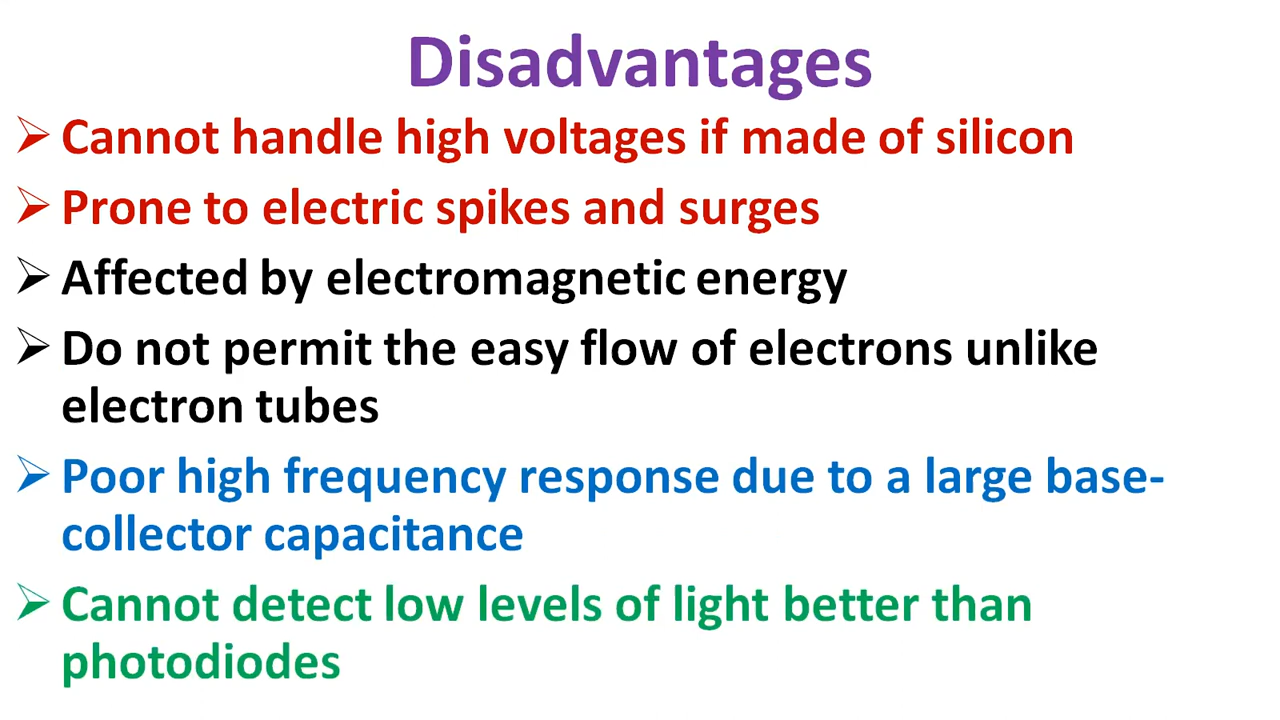 Disadvantages
➢ Cannot handle high voltages if made of silicon
➢ Prone to electric spikes and surges
➢ Affected by electromagnetic energy
➢ Do not permit the easy flow of electrons unlike
electron tubes
➢ Poor high frequency response due to a large base-
collector capacitance
➢ Cannot detect low levels of light better than
photodiodes